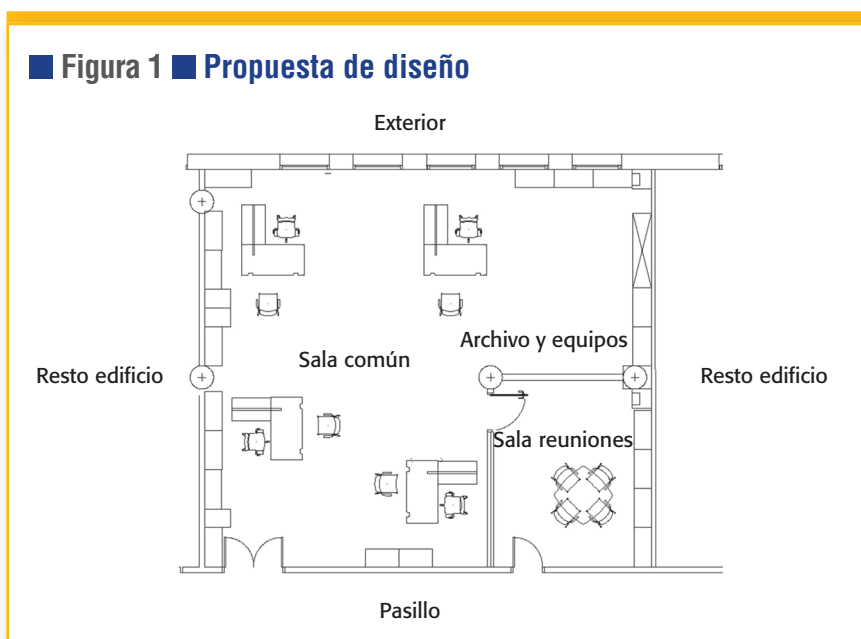 Figura 1 Propuesta de diseño
Exterior
Archivo y equipos
Sala común
Resto edificio
Resto edificio
Sala reuniones
Pasillo